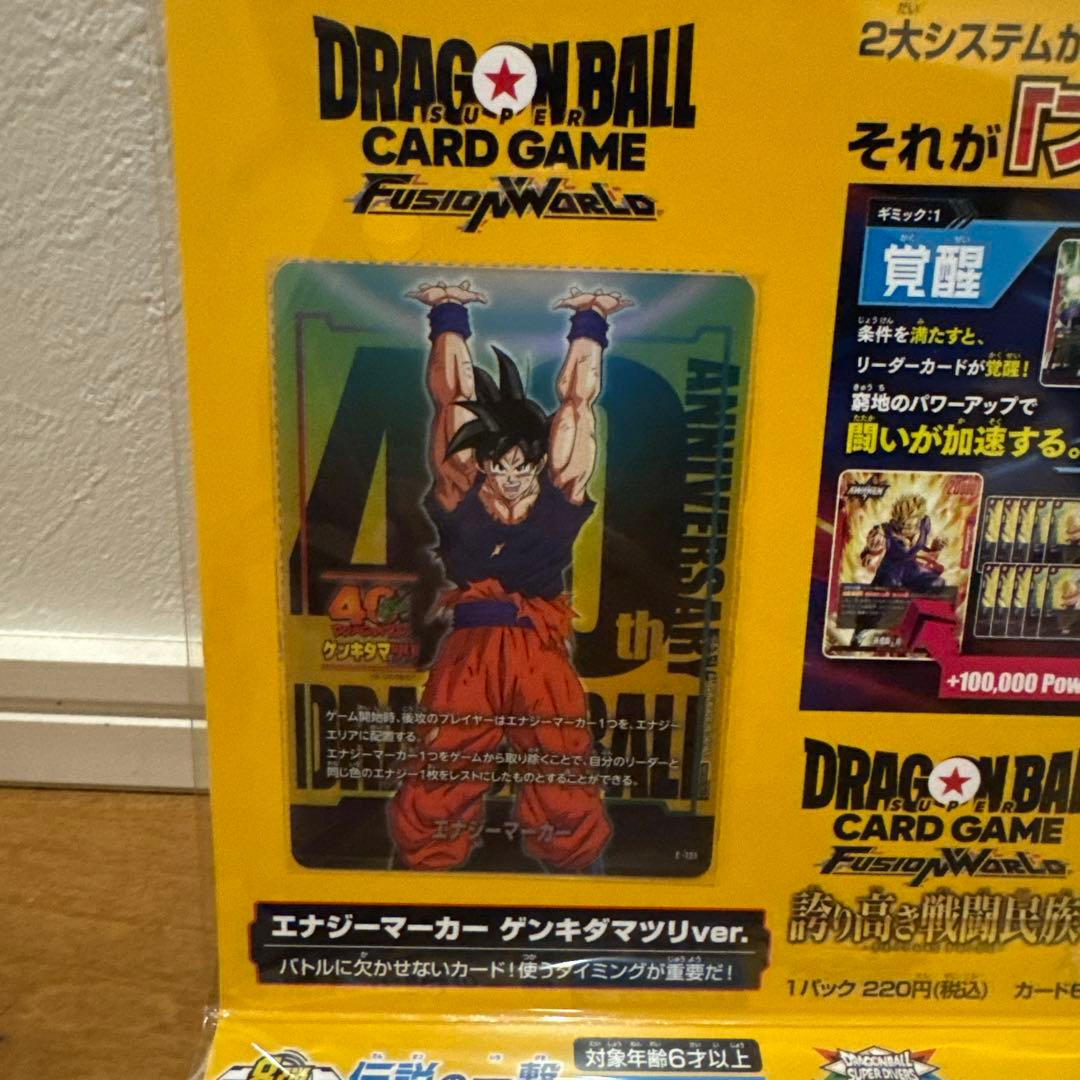 DRAGON BALL
SUPER
CARD GAME
FUSION WORLD
40
th
ANNIVERSARY
ゲンキダマツリ
DRAGON BALL
ゲーム開始時、後攻のプレイヤーはエナジーマーカー1つを、エナジー
エリアに配置する。
エナジーマーカー1つをゲームから取り除くことで、自分のリーダーと
同じ色のエナジー1枚をレストにしたものとすることができる。
エナジーマーカー
エナジーマーカー ゲンキダマツリver.
バトルに欠かせないカード!使うタイミングが重要だ!
2大システムが
それが「
ギミック:1
覚醒
条件を満たすと、
リーダーカードが覚醒!
窮地のパワーアップで
闘いが加速する。
AWAKEN
+100,000 Pow
DRAGON BAL
SUPER
CARD GAME
FUSION WORLD
誇り高き戦闘民族
1パック 220円(税込) カード6
伝説の一撃
対象年齢6才以上
DRAGONBALL
SUPER DIVERS